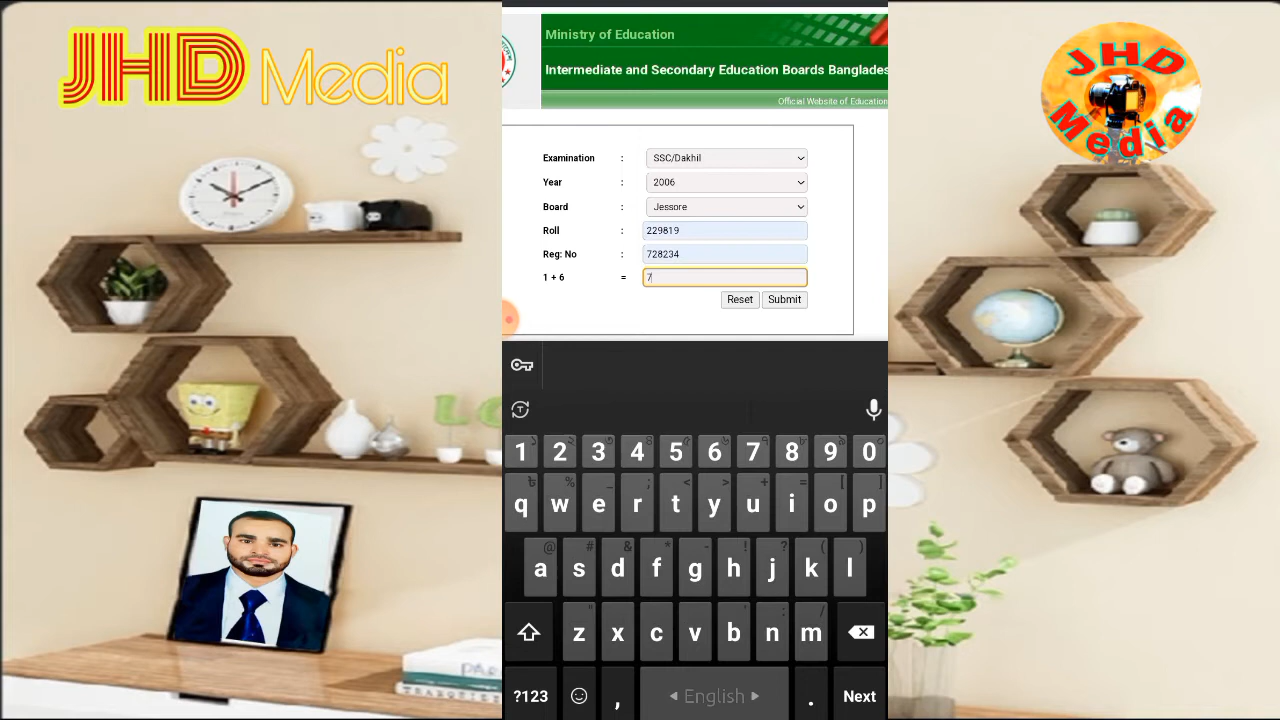 JHD Media
JHD
Media
Ministry of Education
Intermediate and Secondary Education Boards Banglades
Official Website of Education
Examination : SSC/Dakhil
Year : 2006
Board : Jessore
Roll : 229819
Reg: No : 728234
1 + 6 = 7
Reset Submit
1 2 3 4 5 6 7 8 9 0
q w e r t y u i o p
a s d f g h j k l
z x c v b n m
?123 , English . Next